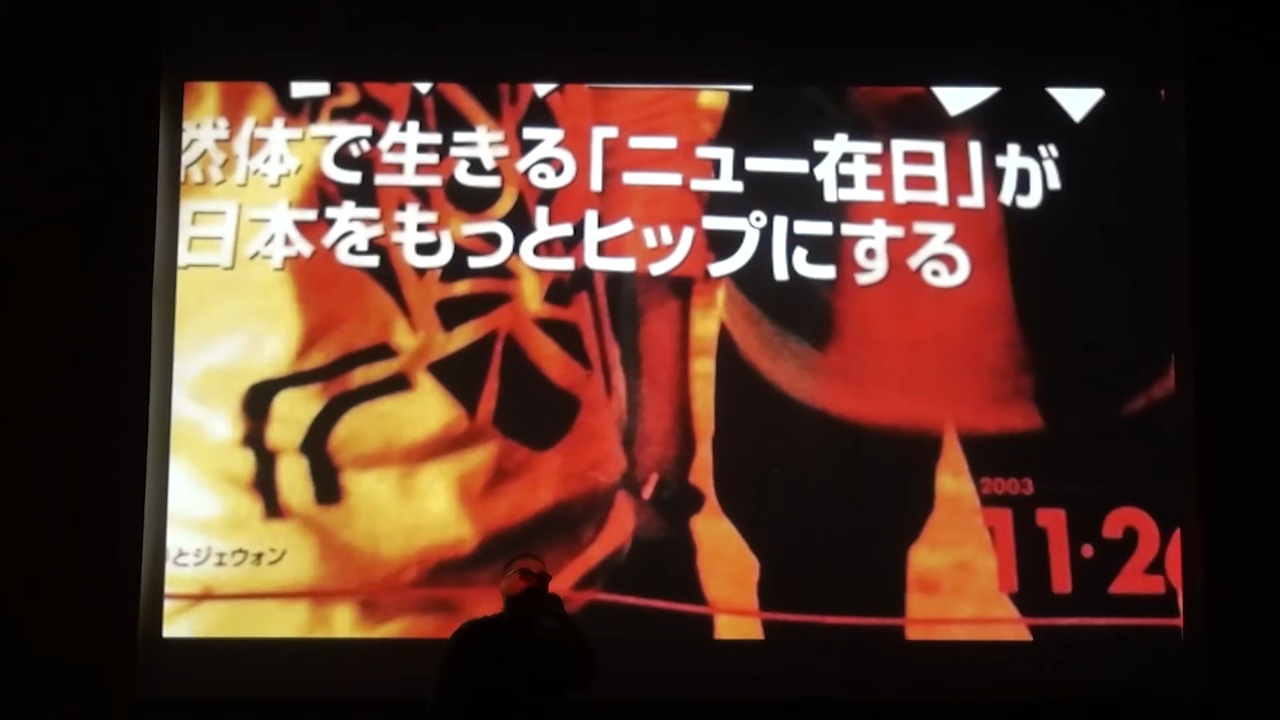 然体で生きる「ニュー在日」が
日本をもっとヒップにする
とジェウォン
2003
11・26